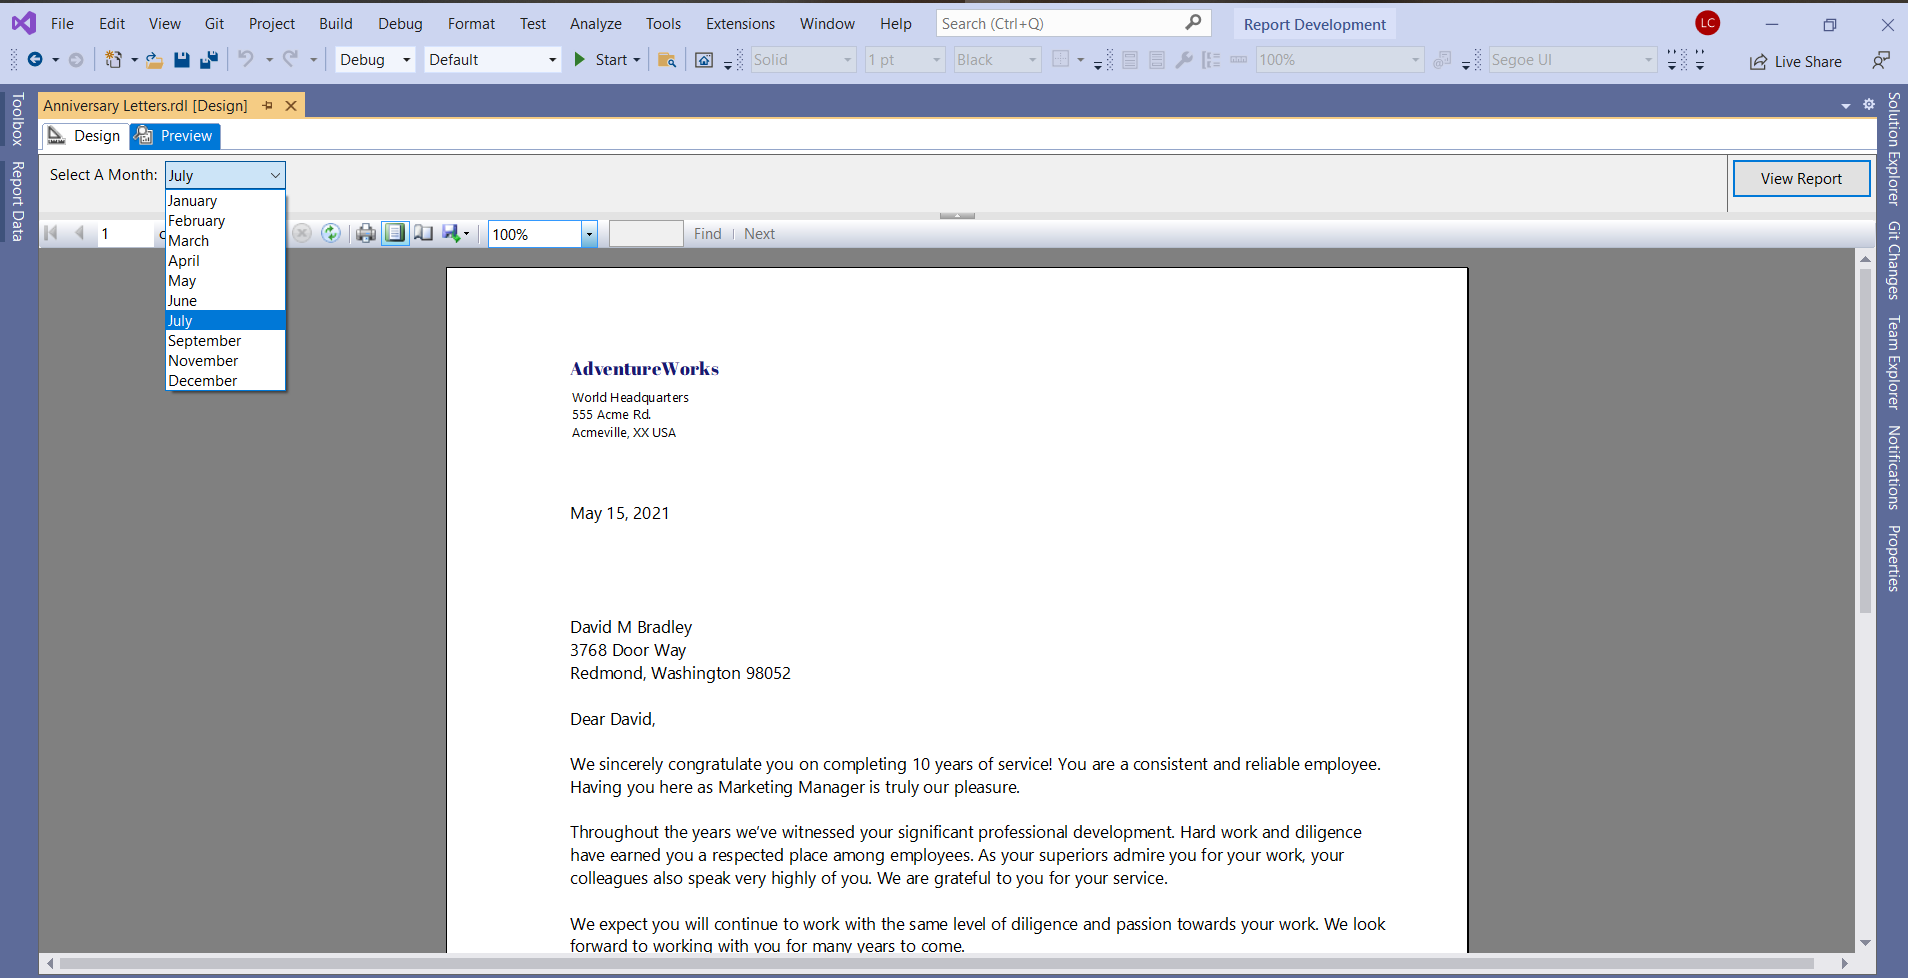 File Edit View Git Project Build Debug Format Test Analyze Tools Extensions Window Help Search (Ctrl+Q) Report Development LC
Debug Default Start Solid 1 pt Black 100% Segoe UI Live Share
Toolbox
Report Data
Anniversary Letters.rdl [Design]
Design Preview
Select A Month: July
View Report
January
February
March
April
May
June
July
September
November
December
1 100% Find Next
AdventureWorks
World Headquarters
555 Acme Rd.
Acmeville, XX USA
May 15, 2021
David M Bradley
3768 Door Way
Redmond, Washington 98052
Dear David,
We sincerely congratulate you on completing 10 years of service! You are a consistent and reliable employee.
Having you here as Marketing Manager is truly our pleasure.
Throughout the years we've witnessed your significant professional development. Hard work and diligence
have earned you a respected place among employees. As your superiors admire you for your work, your
colleagues also speak very highly of you. We are grateful to you for your service.
We expect you will continue to work with the same level of diligence and passion towards your work. We look
forward to working with you for many years to come.
Solution Explorer
Git Changes
Team Explorer
Notifications
Properties